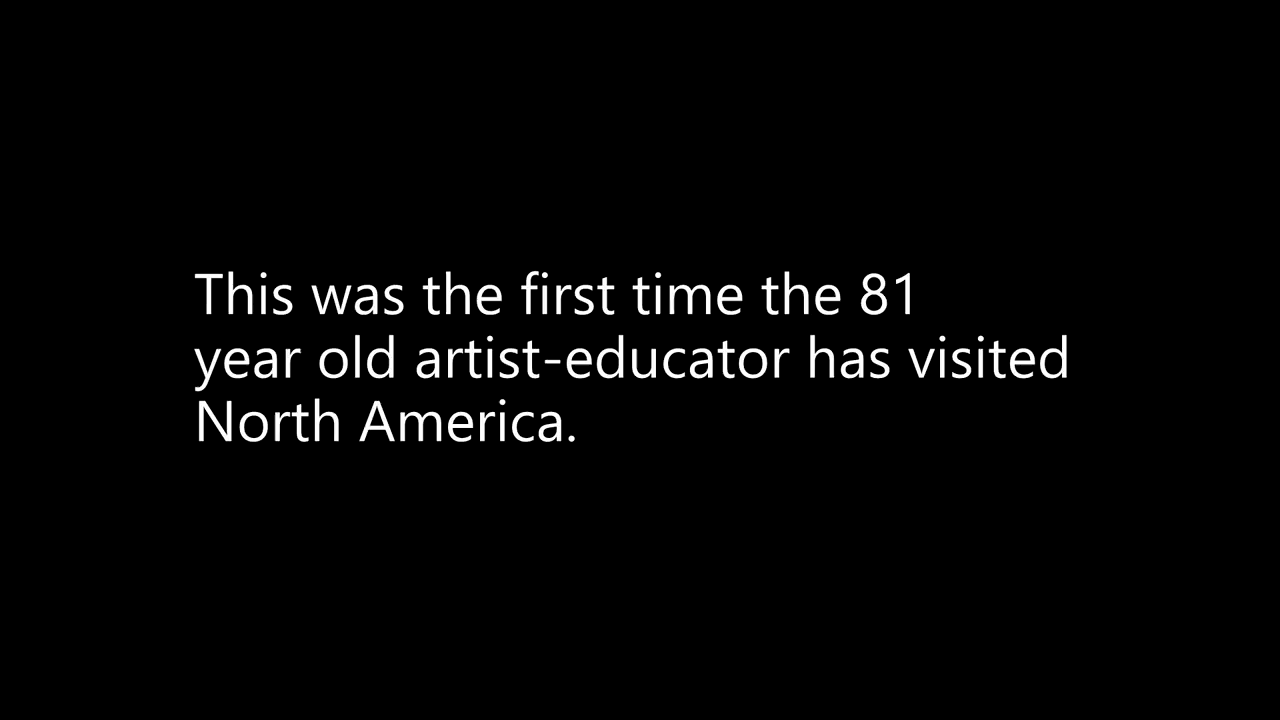 This was the first time the 81
year old artist-educator has visited
North America.